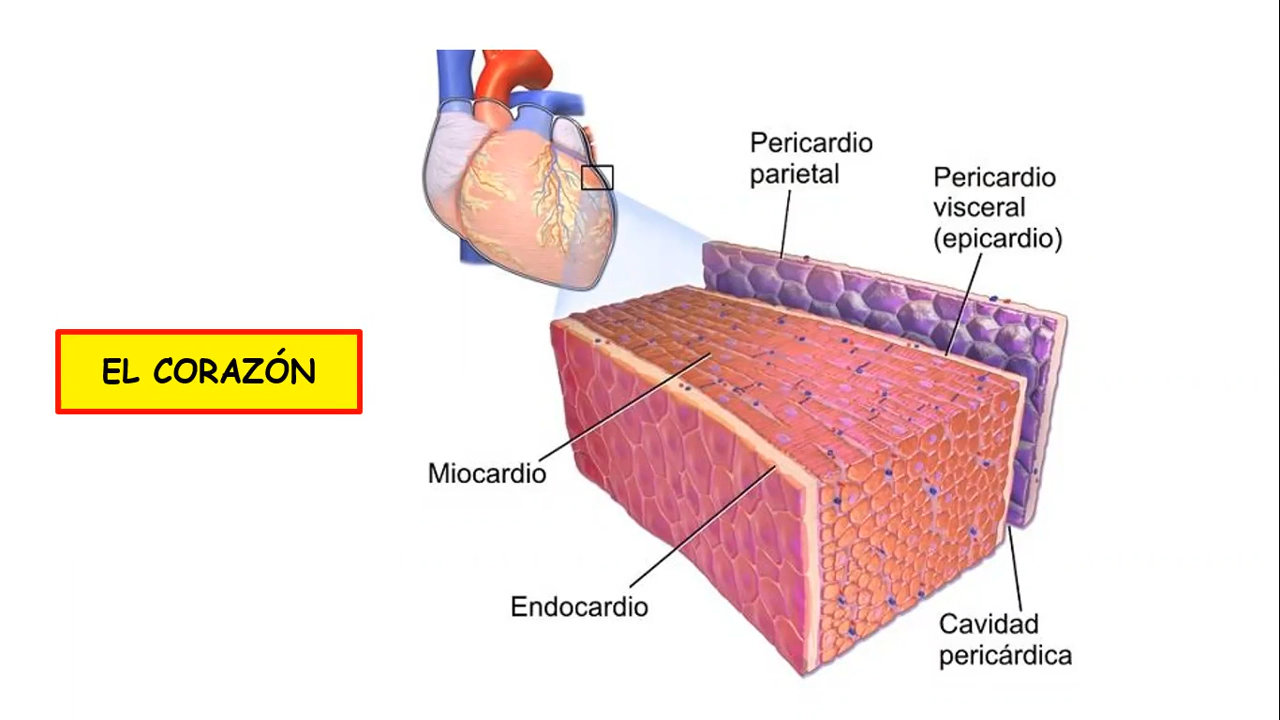 EL CORAZÓN
Pericardio
parietal
Pericardio
visceral
(epicardio)
Miocardio
Endocardio
Cavidad
pericárdica